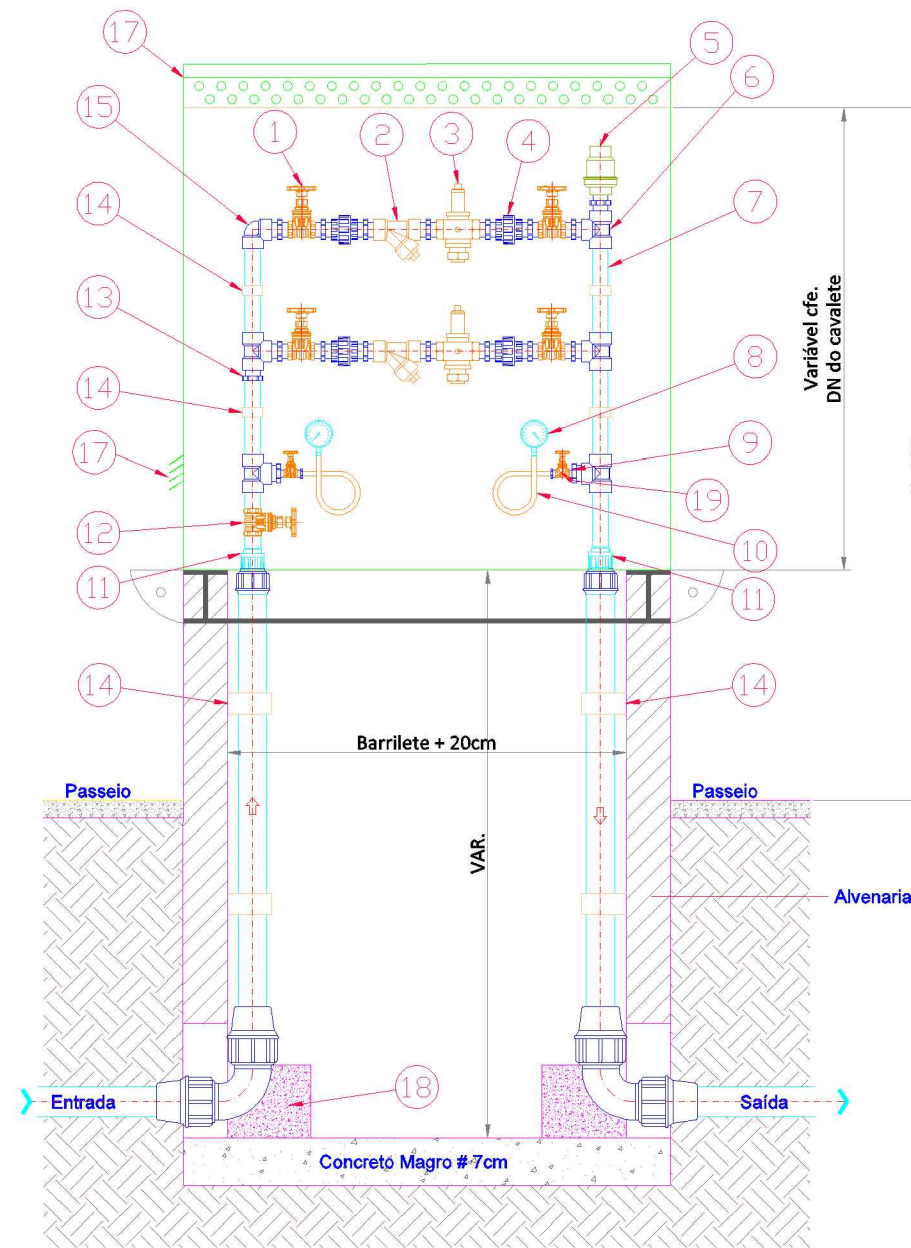 17
5
15
1
2
3
4
6
14
7
13
Variável cfe.
DN do cavalete
14
8
17
9
19
12
10
11
11
14
14
Barrilete + 20cm
Passeio
Passeio
VAR.
Alvenaria
Entrada
18
Saída
Concreto Magro # 7cm